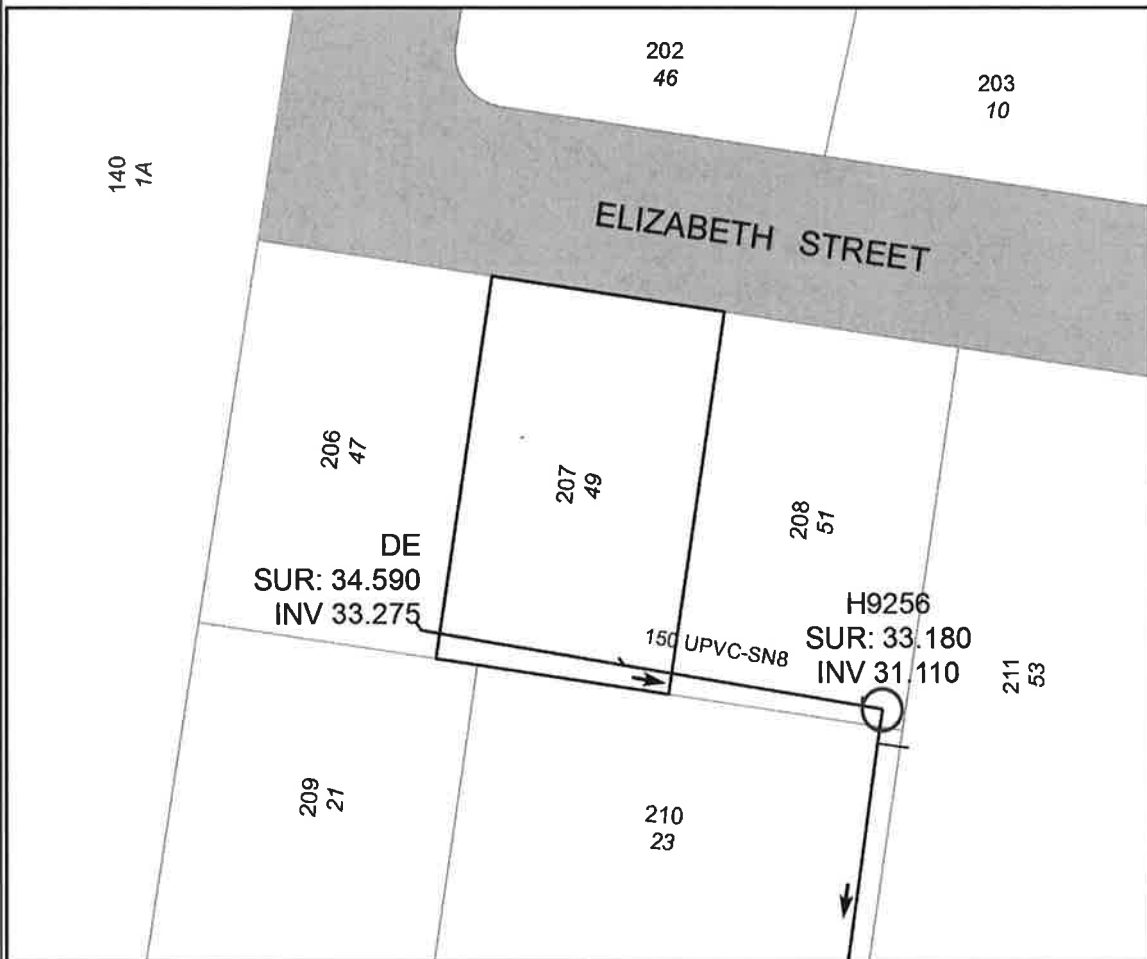 202
46
203
10
140
1A
ELIZABETH STREET
206
47
207
49
208
51
DE
SUR: 34.590
INV 33.275
150 UPVC-SN8
H9256
SUR: 33.180
INV 31.110
211
53
209
21
210
23